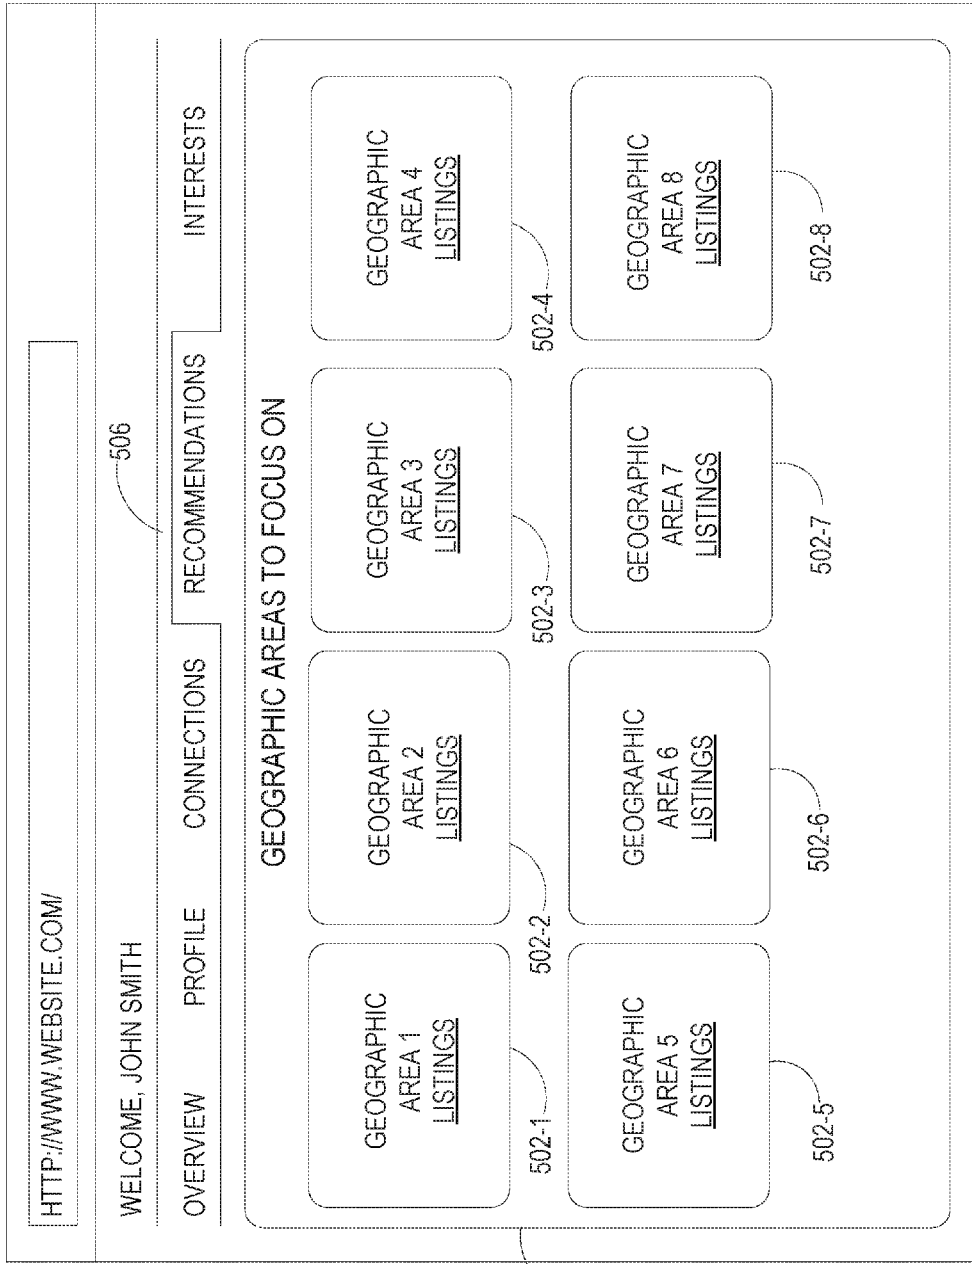 HTTP://WWW.WEBSITE.COM/
WELCOME, JOHN SMITH
506
OVERVIEW
PROFILE
CONNECTIONS
RECOMMENDATIONS
INTERESTS
GEOGRAPHIC AREAS TO FOCUS ON
GEOGRAPHIC
AREA 1
LISTINGS
502-1
GEOGRAPHIC
AREA 2
LISTINGS
502-2
GEOGRAPHIC
AREA 3
LISTINGS
502-3
GEOGRAPHIC
AREA 4
LISTINGS
502-4
GEOGRAPHIC
AREA 5
LISTINGS
502-5
GEOGRAPHIC
AREA 6
LISTINGS
502-6
GEOGRAPHIC
AREA 7
LISTINGS
502-7
GEOGRAPHIC
AREA 8
LISTINGS
502-8